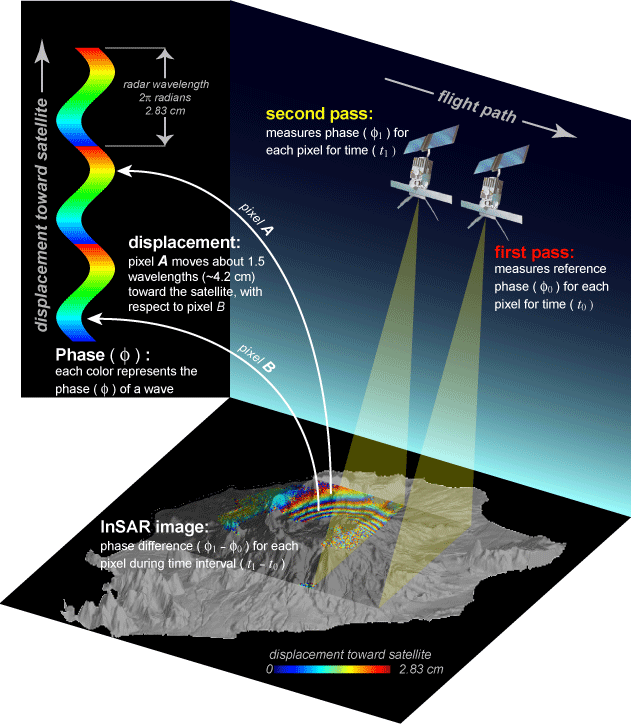 displacement toward satellite
radar wavelength
2π radians
2.83 cm
flight path
second pass:
measures phase ( ϕ1 ) for
each pixel for time ( t1 )
pixel A
displacement:
pixel A moves about 1.5
wavelengths (~4.2 cm)
toward the satellite, with
respect to pixel B
first pass:
measures reference
phase ( ϕ0 ) for each
pixel for time ( t0 )
Phase ( ϕ ) :
each color represents the
phase ( ϕ ) of a wave
pixel B
InSAR image:
phase difference ( ϕ1 – ϕ0 ) for each
pixel during time interval ( t1 – t0 )
displacement toward satellite
0 2.83 cm